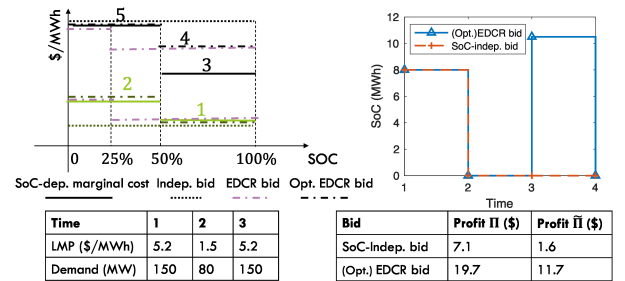 $/MWh
5
4
3
2
1
0 25% 50% 100% SOC
SoC-dep. marginal cost Indep. bid EDCR bid Opt. EDCR bid
12
10
8
6
4
2
0
SoC (MWh)
(Opt.)EDCR bid
SoC-indep. bid
1 2 3 4
Time
Time 1 2 3
LMP ($/MWh) 5.2 1.5 5.2
Demand (MW) 150 80 150
Bid Profit Π ($) Profit Π̃ ($)
SoC-Indep. bid 7.1 1.6
(Opt.) EDCR bid 19.7 11.7